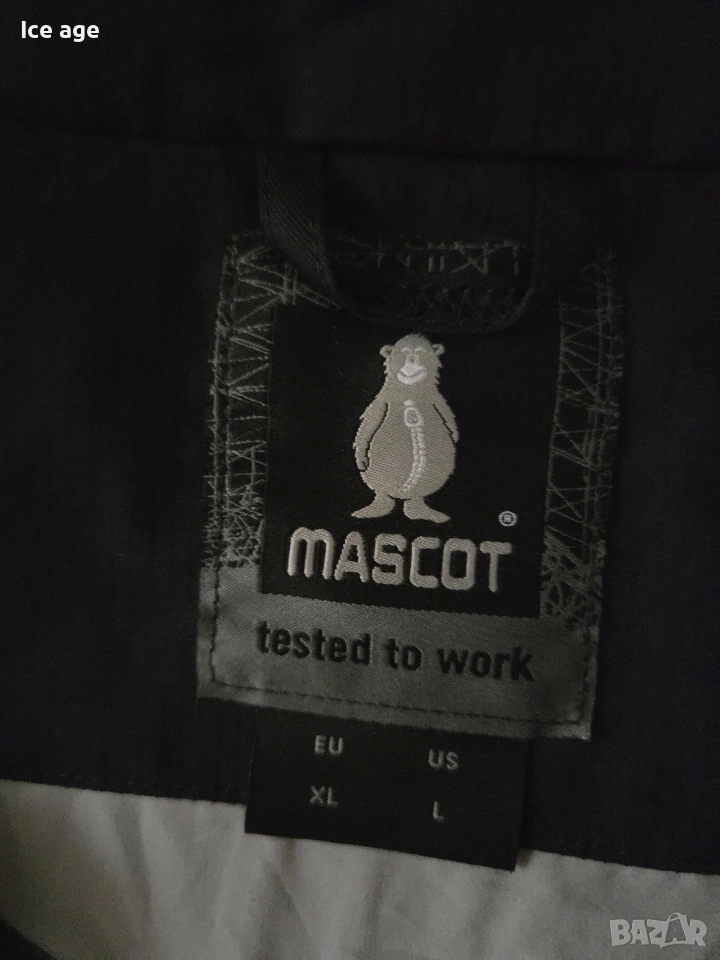 Ice age
®
MASCOT
tested to work
EU US
XL L
BAZAR